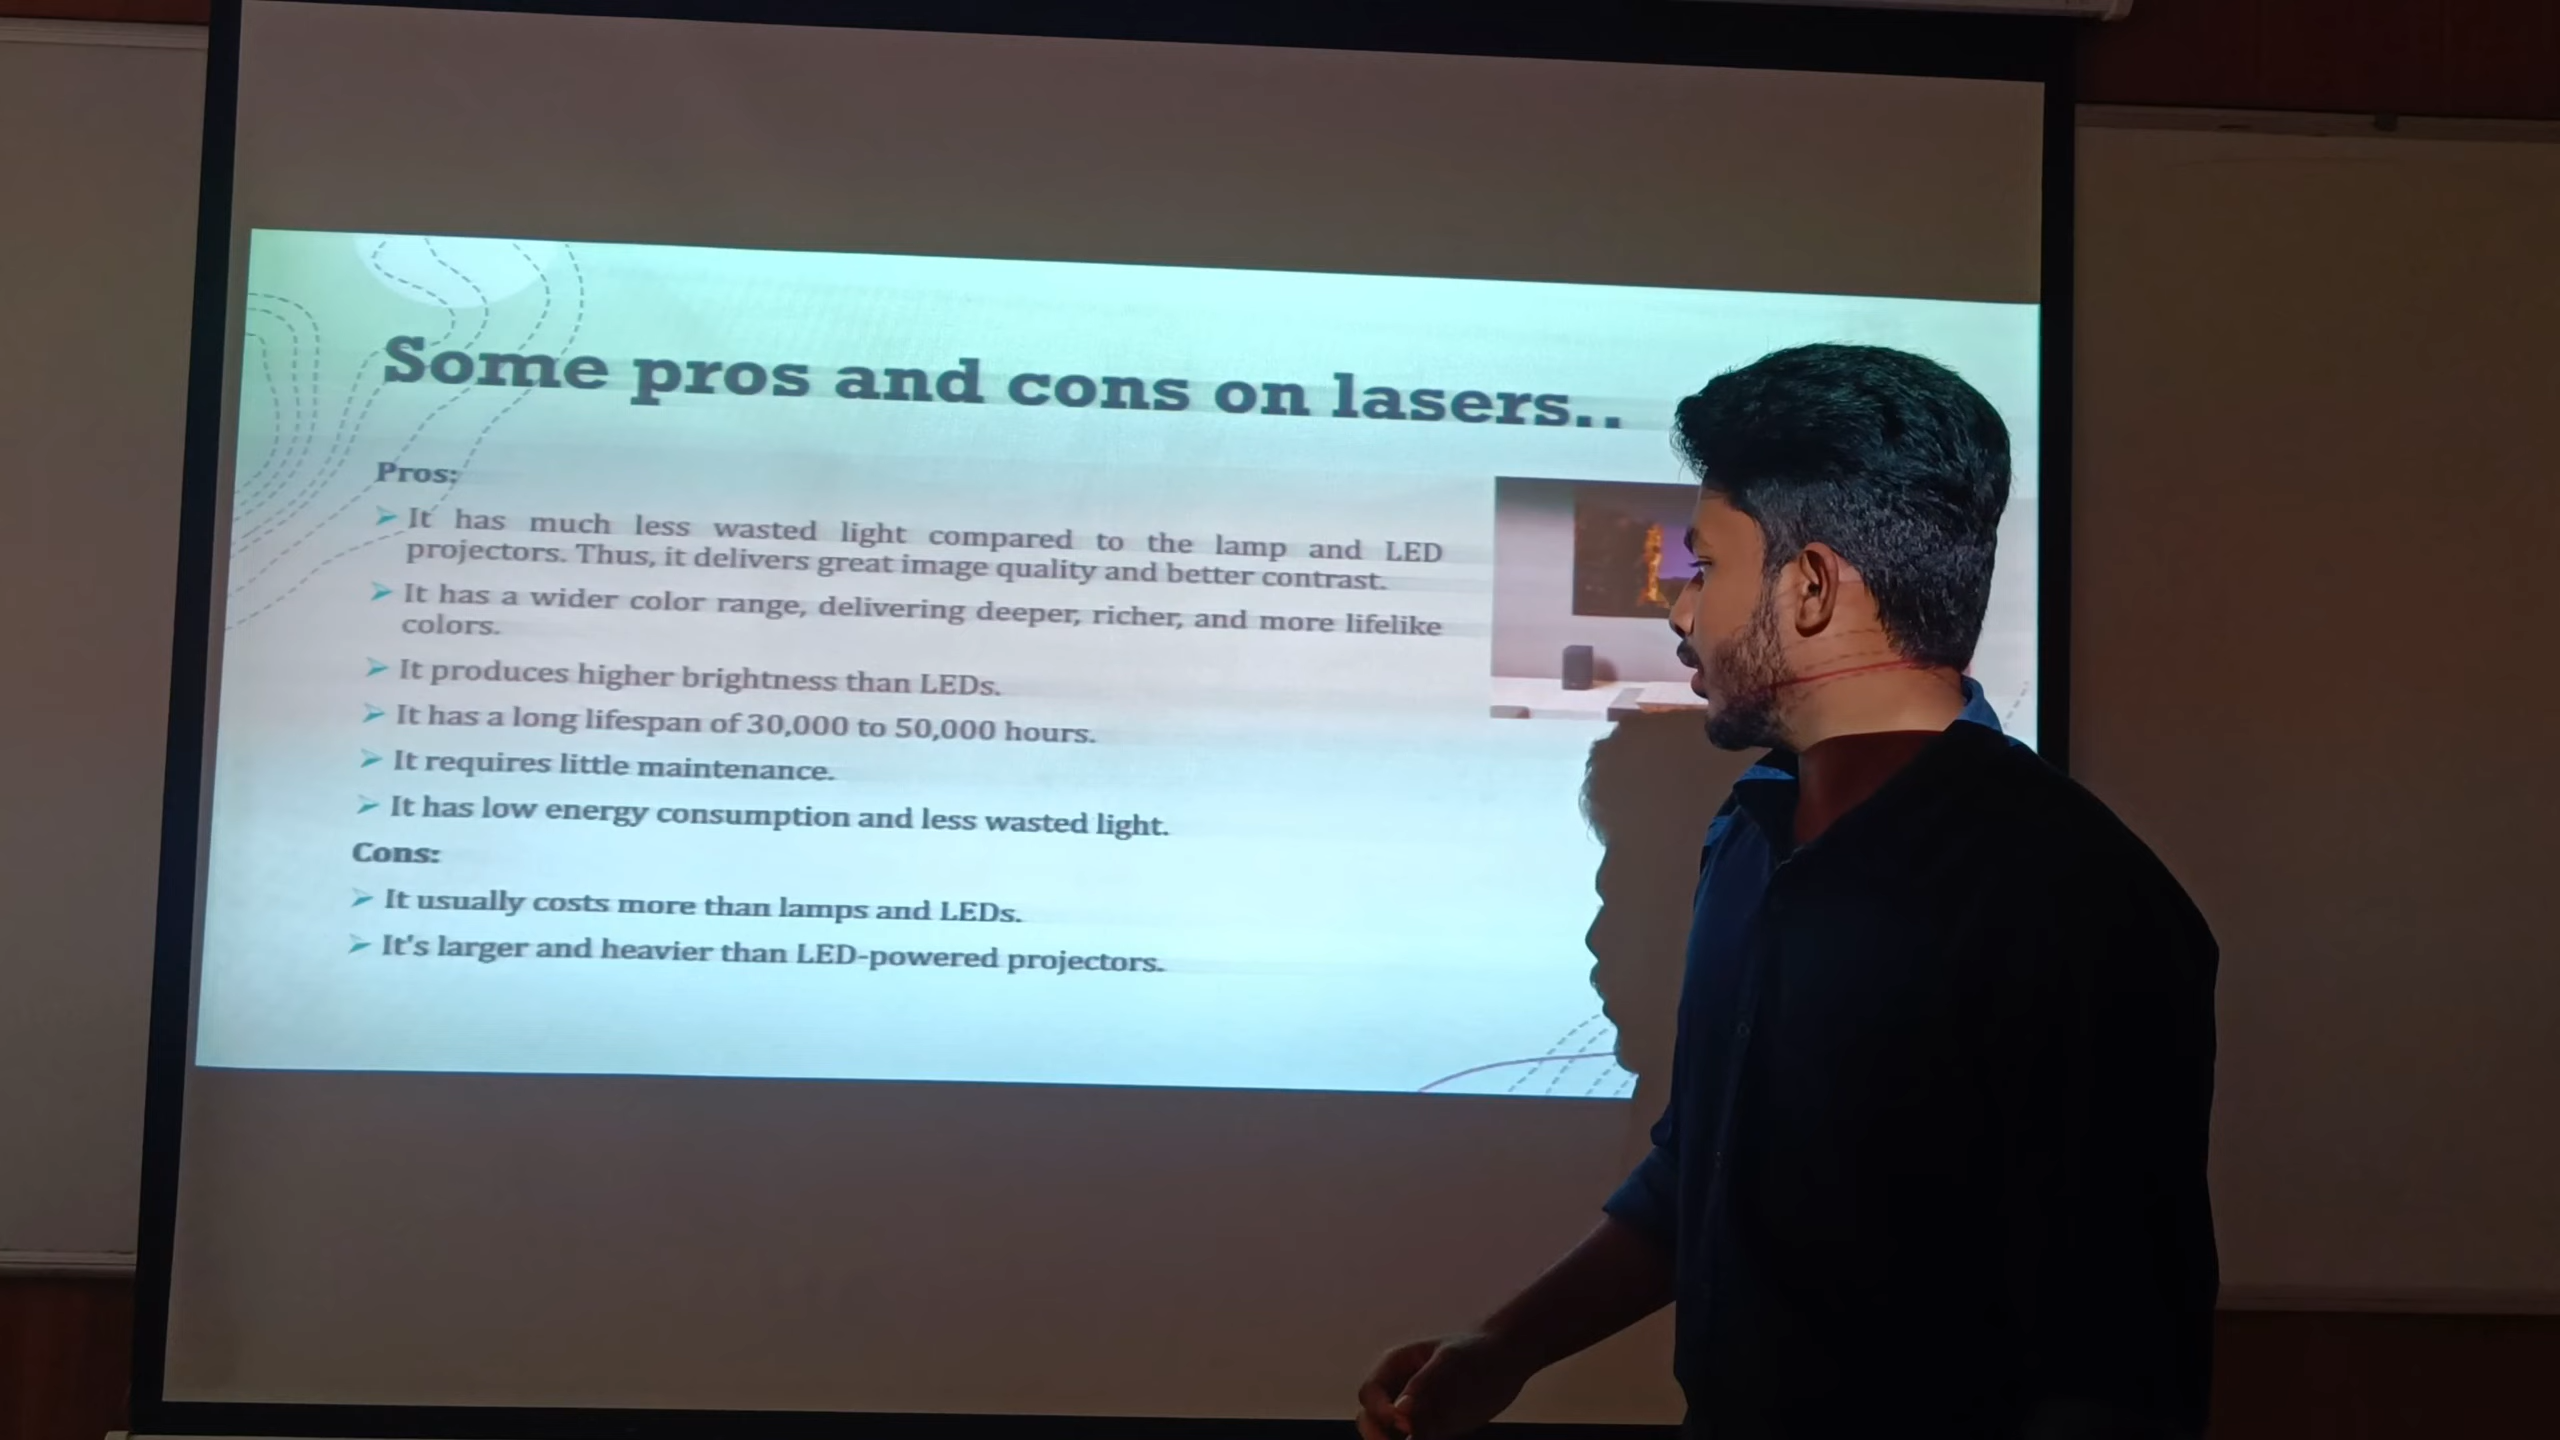 Some pros and cons on lasers..
Pros:
It has much less wasted light compared to the lamp and LED
projectors. Thus, it delivers great image quality and better contrast.
It has a wider color range, delivering deeper, richer, and more lifelike
colors.
It produces higher brightness than LEDs.
It has a long lifespan of 30,000 to 50,000 hours.
It requires little maintenance.
It has low energy consumption and less wasted light.
Cons:
It usually costs more than lamps and LEDs.
It's larger and heavier than LED-powered projectors.